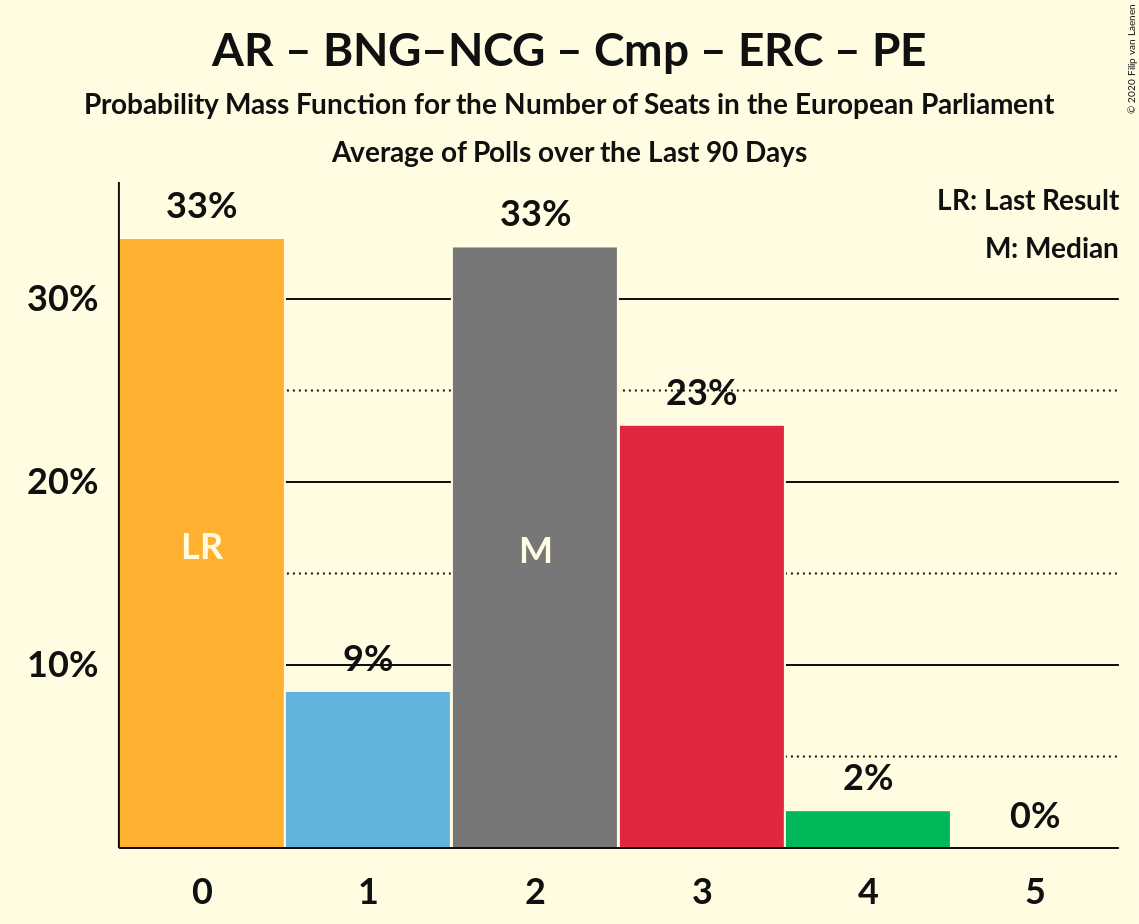 AR – BNG–NCG – Cmp – ERC – PE
Probability Mass Function for the Number of Seats in the European Parliament
Average of Polls over the Last 90 Days
© 2020 Filip van Laenen
LR: Last Result
M: Median
33%
33%
30%
23%
20%
LR
M
9%
10%
2%
0%
0 1 2 3 4 5